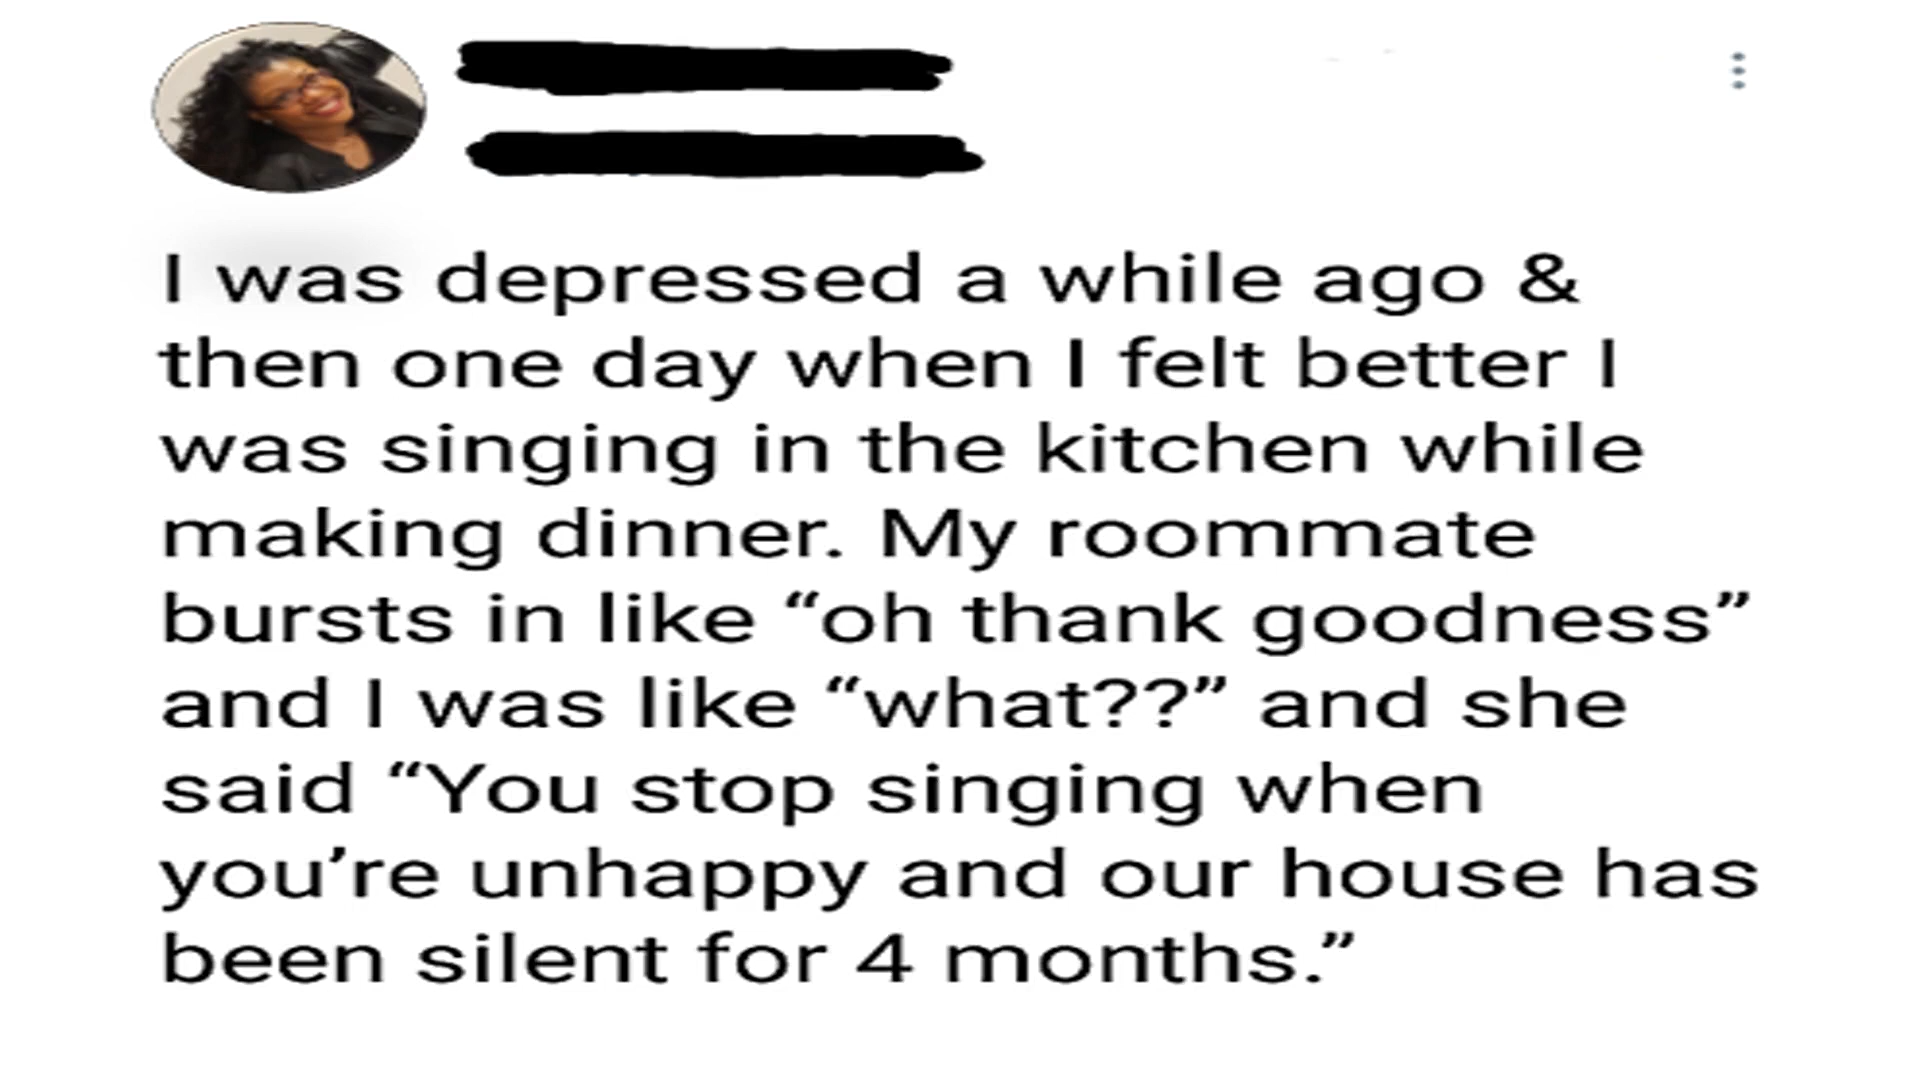 I was depressed a while ago &
then one day when I felt better I
was singing in the kitchen while
making dinner. My roommate
bursts in like “oh thank goodness”
and I was like “what??” and she
said “You stop singing when
you’re unhappy and our house has
been silent for 4 months.”